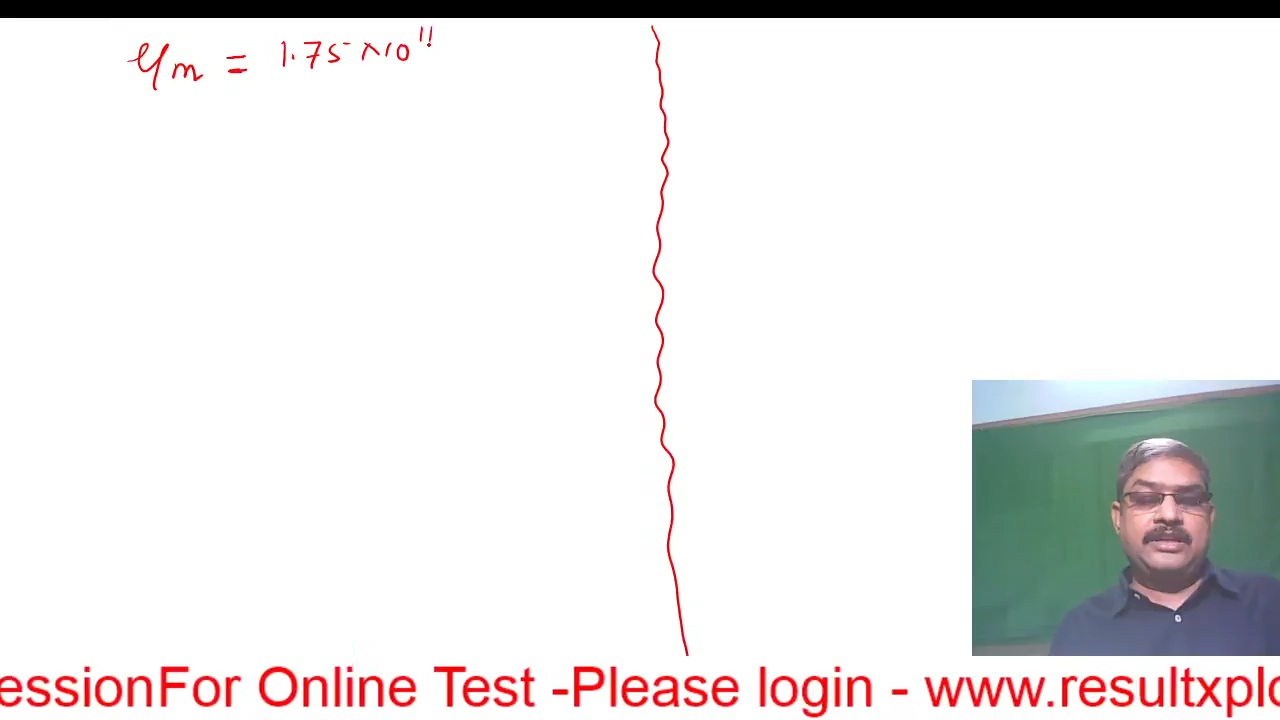 e/m = 1.75 × 10¹¹
essionFor Online Test -Please login - www.resultxplo